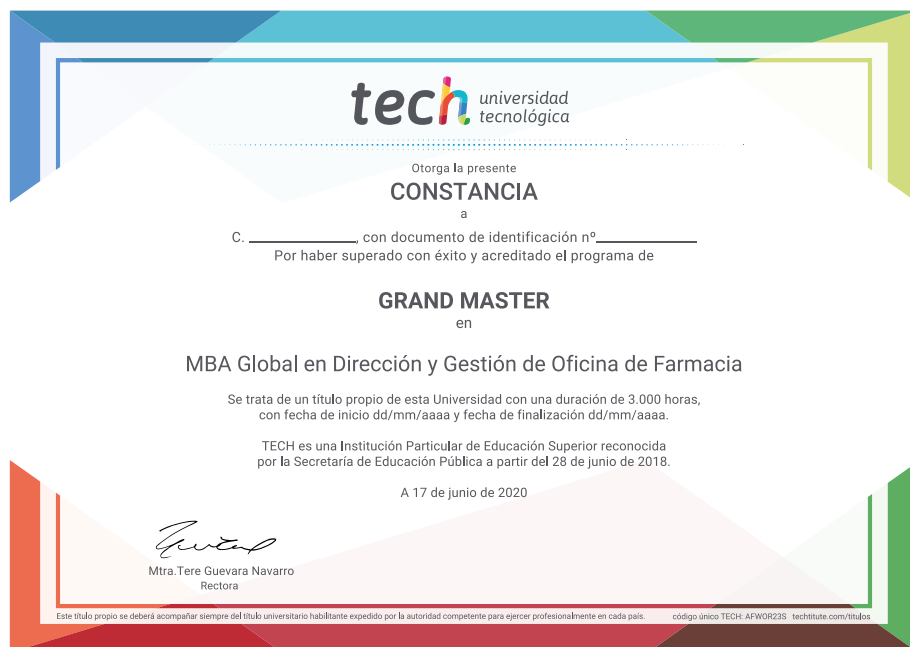 tech universidad
tecnológica
Otorga la presente
CONSTANCIA
a
C. ____________, con documento de identificación nº____________
Por haber superado con éxito y acreditado el programa de
GRAND MASTER
en
MBA Global en Dirección y Gestión de Oficina de Farmacia
Se trata de un título propio de esta Universidad con una duración de 3.000 horas,
con fecha de inicio dd/mm/aaaa y fecha de finalización dd/mm/aaaa.
TECH es una Institución Particular de Educación Superior reconocida
por la Secretaría de Educación Pública a partir del 28 de junio de 2018.
A 17 de junio de 2020
Mtra.Tere Guevara Navarro
Rectora
Este título propio se deberá acompañar siempre del título universitario habilitante expedido por la autoridad competente para ejercer profesionalmente en cada país. código único TECH: AFWOR23S techtitute.com/titulos